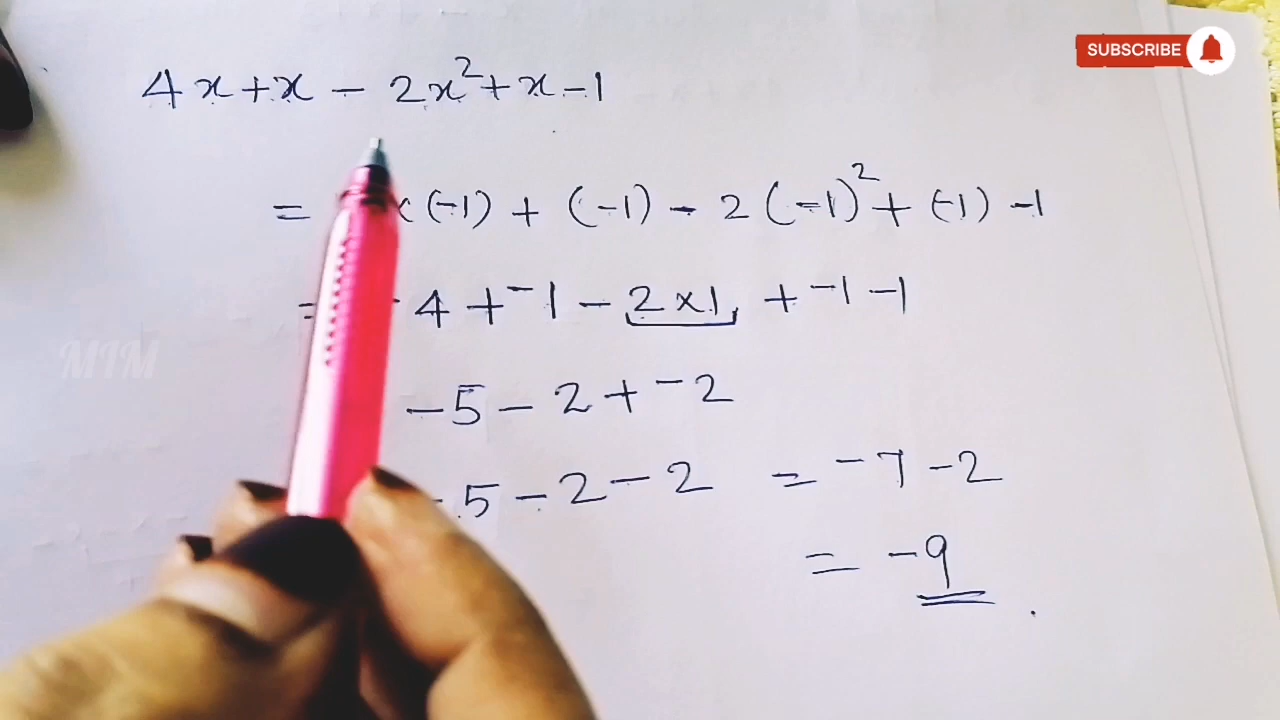 SUBSCRIBE
4x+x - 2x²+x-1
= x(-1) + (-1) - 2(-1)² + (-1) -1
= -4 + -1 - 2×1 + -1 -1
-5 - 2 + -2
-5 - 2 - 2 = -7 -2
MIM
= -9